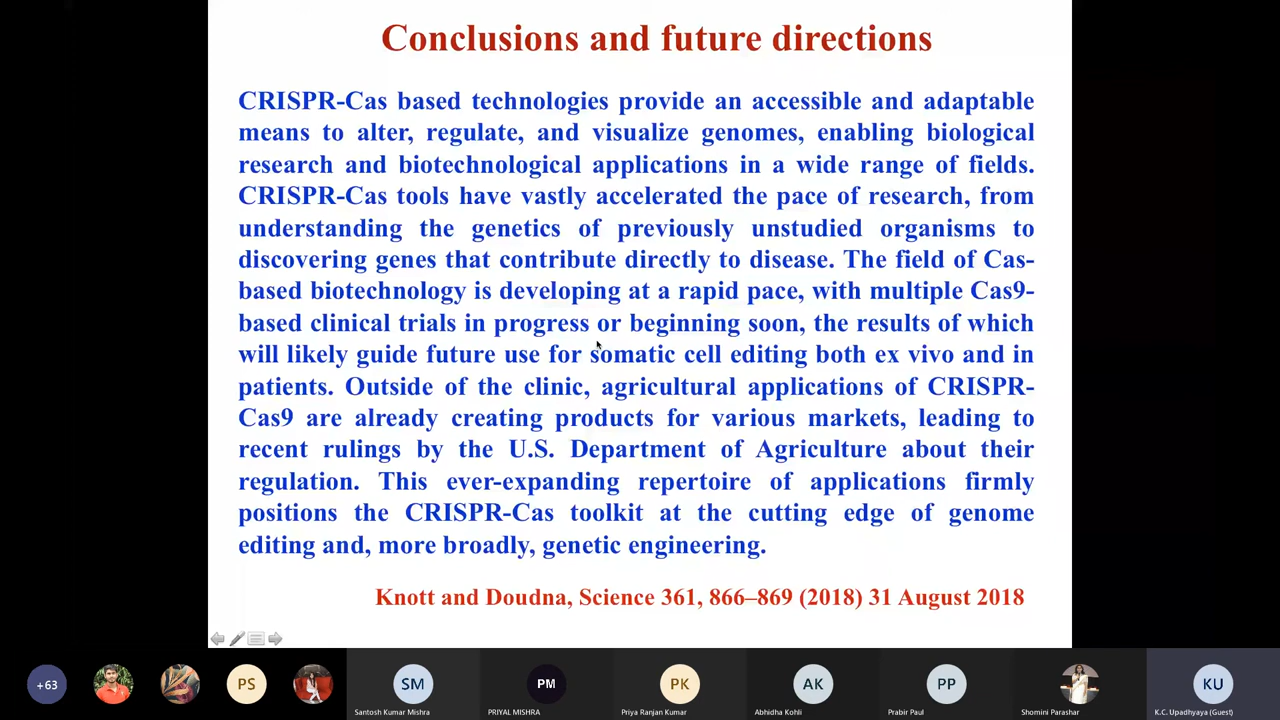 Conclusions and future directions
CRISPR-Cas based technologies provide an accessible and adaptable
means to alter, regulate, and visualize genomes, enabling biological
research and biotechnological applications in a wide range of fields.
CRISPR-Cas tools have vastly accelerated the pace of research, from
understanding the genetics of previously unstudied organisms to
discovering genes that contribute directly to disease. The field of Cas-
based biotechnology is developing at a rapid pace, with multiple Cas9-
based clinical trials in progress or beginning soon, the results of which
will likely guide future use for somatic cell editing both ex vivo and in
patients. Outside of the clinic, agricultural applications of CRISPR-
Cas9 are already creating products for various markets, leading to
recent rulings by the U.S. Department of Agriculture about their
regulation. This ever-expanding repertoire of applications firmly
positions the CRISPR-Cas toolkit at the cutting edge of genome
editing and, more broadly, genetic engineering.
Knott and Doudna, Science 361, 866–869 (2018) 31 August 2018
+63 PS SM PM PK AK PP KU
Santosh Kumar Mishra PRIYAL MISHRA Priya Ranjan Kumar Abhidha Kohli Prabir Paul Shomini Parashar K.C. Upadhyaya (Guest)